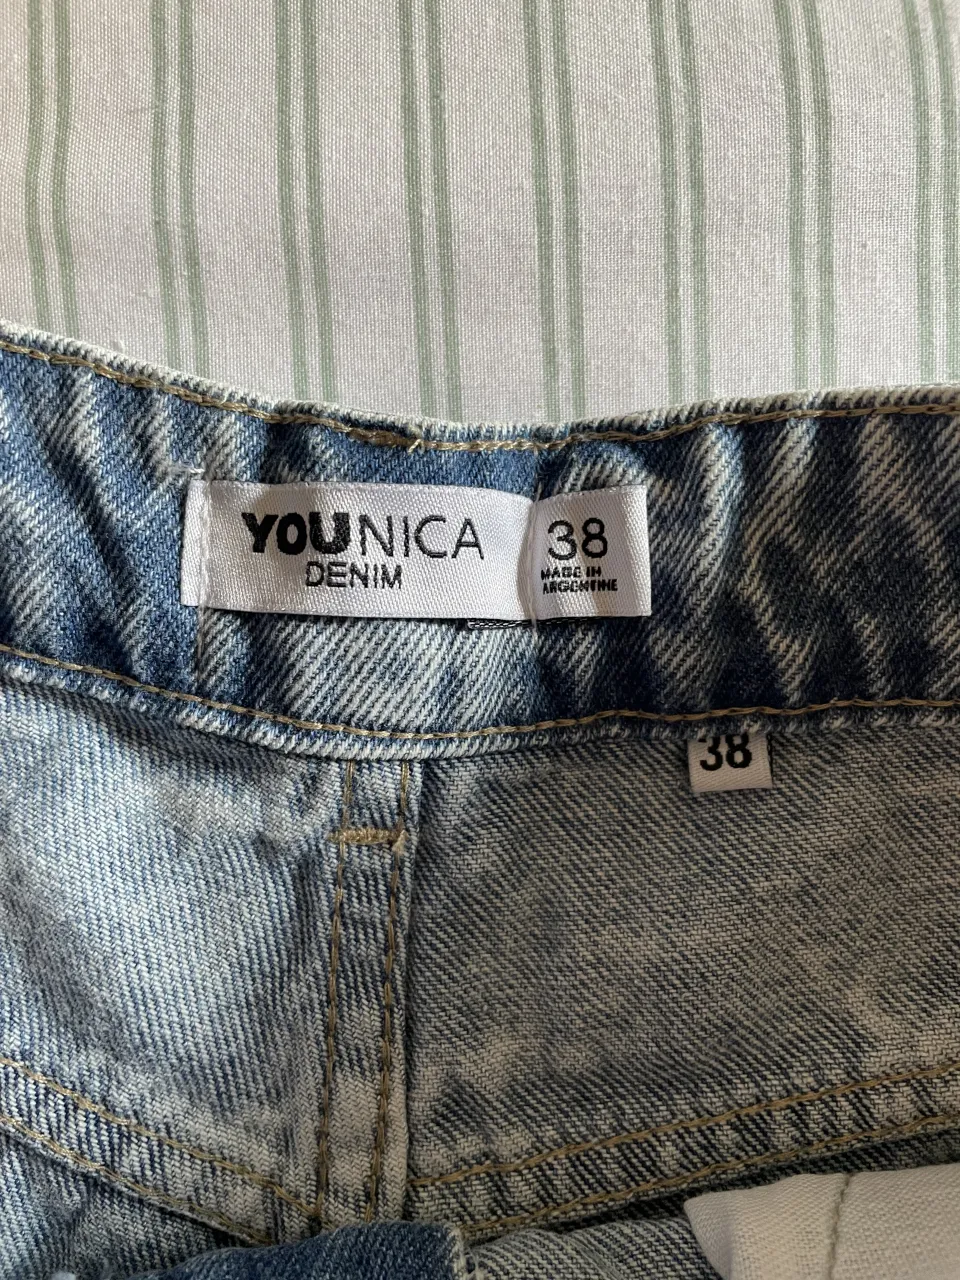 YOUNICA
DENIM
38
MADE IN
ARGENTINE
38